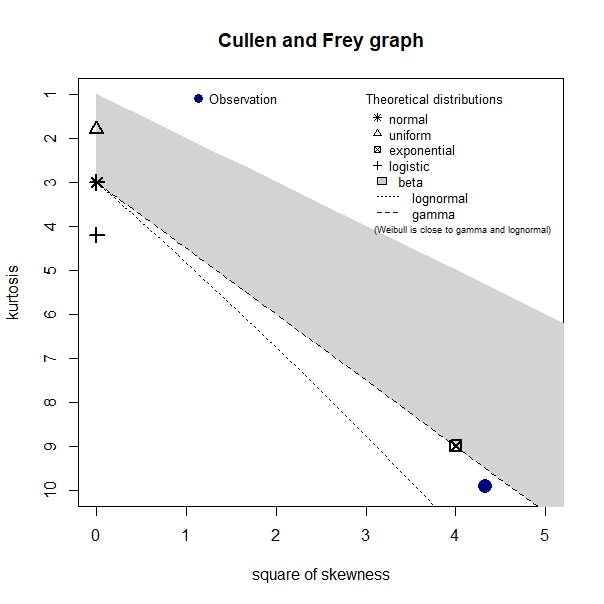 Cullen and Frey graph
Observation
Theoretical distributions
normal
uniform
exponential
logistic
beta
lognormal
gamma
(Weibull is close to gamma and lognormal)
kurtosis
1
2
3
4
5
6
7
8
9
10
0 1 2 3 4 5
square of skewness